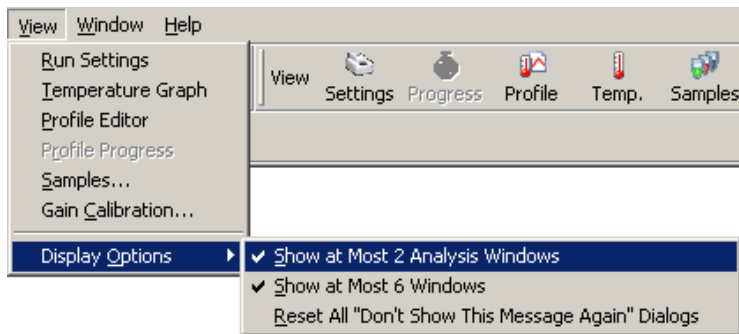 View Window Help
Run Settings
Temperature Graph
Profile Editor
Profile Progress
Samples...
Gain Calibration...
Display Options
View
Settings Progress Profile Temp. Samples
Show at Most 2 Analysis Windows
Show at Most 6 Windows
Reset All "Don't Show This Message Again" Dialogs